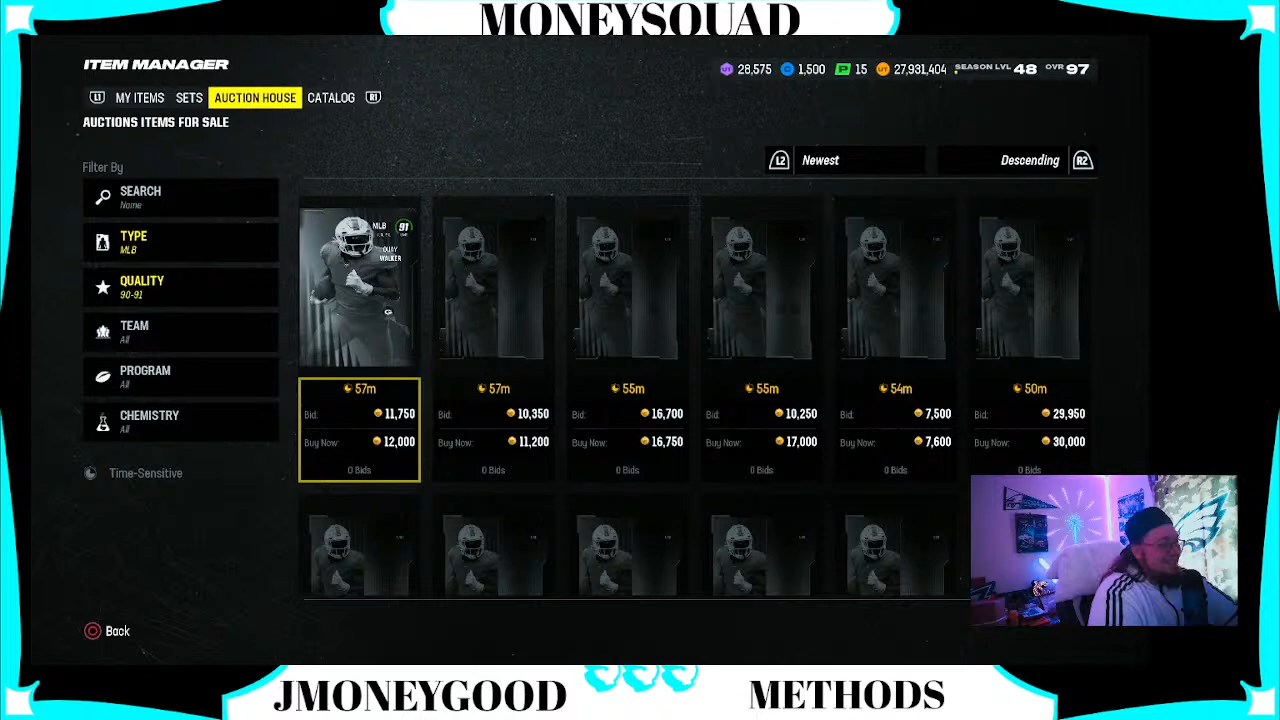 MONEYSQUAD
ITEM MANAGER
28,575 1,500 P 15 UT 27,931,404 SEASON LVL 48 OVR 97
L1 MY ITEMS SETS AUCTION HOUSE CATALOG R1
AUCTIONS ITEMS FOR SALE
Filter By
L2 Newest Descending R2
SEARCH
Name
TYPE
MLB
QUALITY
90-91
TEAM
All
PROGRAM
All
CHEMISTRY
All
Time-Sensitive
MLB 91
QUAY
WALKER
57m 57m 55m 55m 54m 50m
Bid: 11,750 Bid: 10,350 Bid: 16,700 Bid: 10,250 Bid: 7,500 Bid: 29,950
Buy Now: 12,000 Buy Now: 11,200 Buy Now: 16,750 Buy Now: 17,000 Buy Now: 7,600 Buy Now: 30,000
0 Bids 0 Bids 0 Bids 0 Bids 0 Bids 0 Bids
Back
JMONEYGOOD METHODS